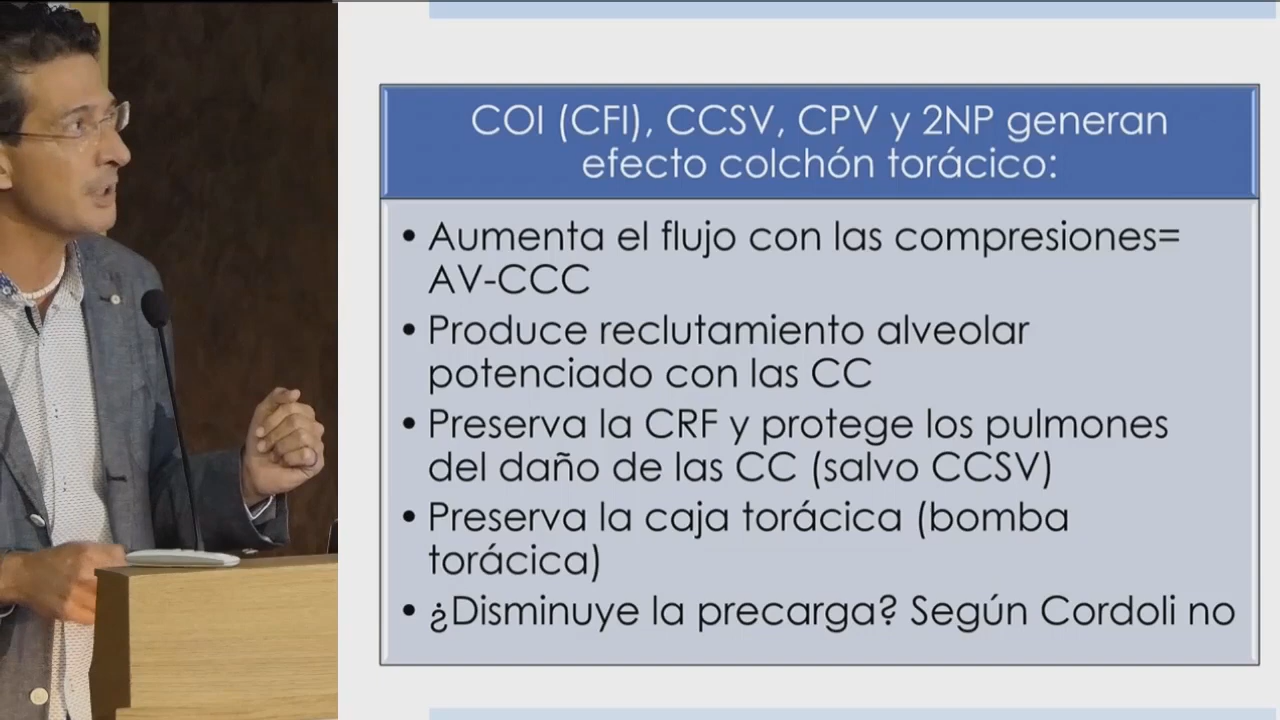 COI (CFI), CCSV, CPV y 2NP generan
efecto colchón torácico:
• Aumenta el flujo con las compresiones=
AV-CCC
• Produce reclutamiento alveolar
potenciado con las CC
• Preserva la CRF y protege los pulmones
del daño de las CC (salvo CCSV)
• Preserva la caja torácica (bomba
torácica)
• ¿Disminuye la precarga? Según Cordoli no